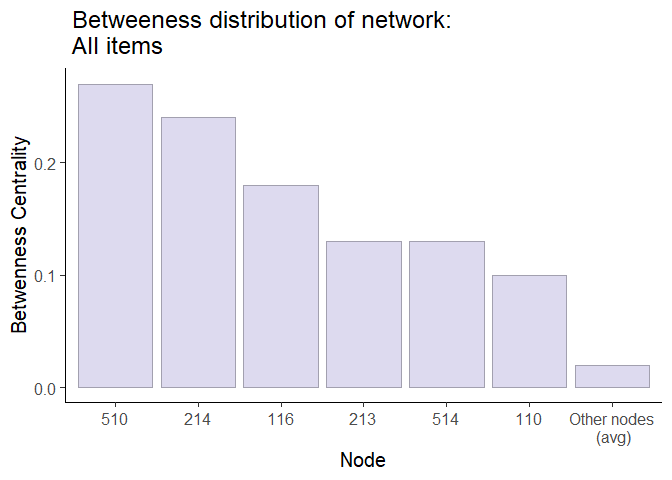 Betweeness distribution of network:
All items
Betwenness Centrality
0.2
0.1
0.0
510 214 116 213 514 110 Other nodes
(avg)
Node